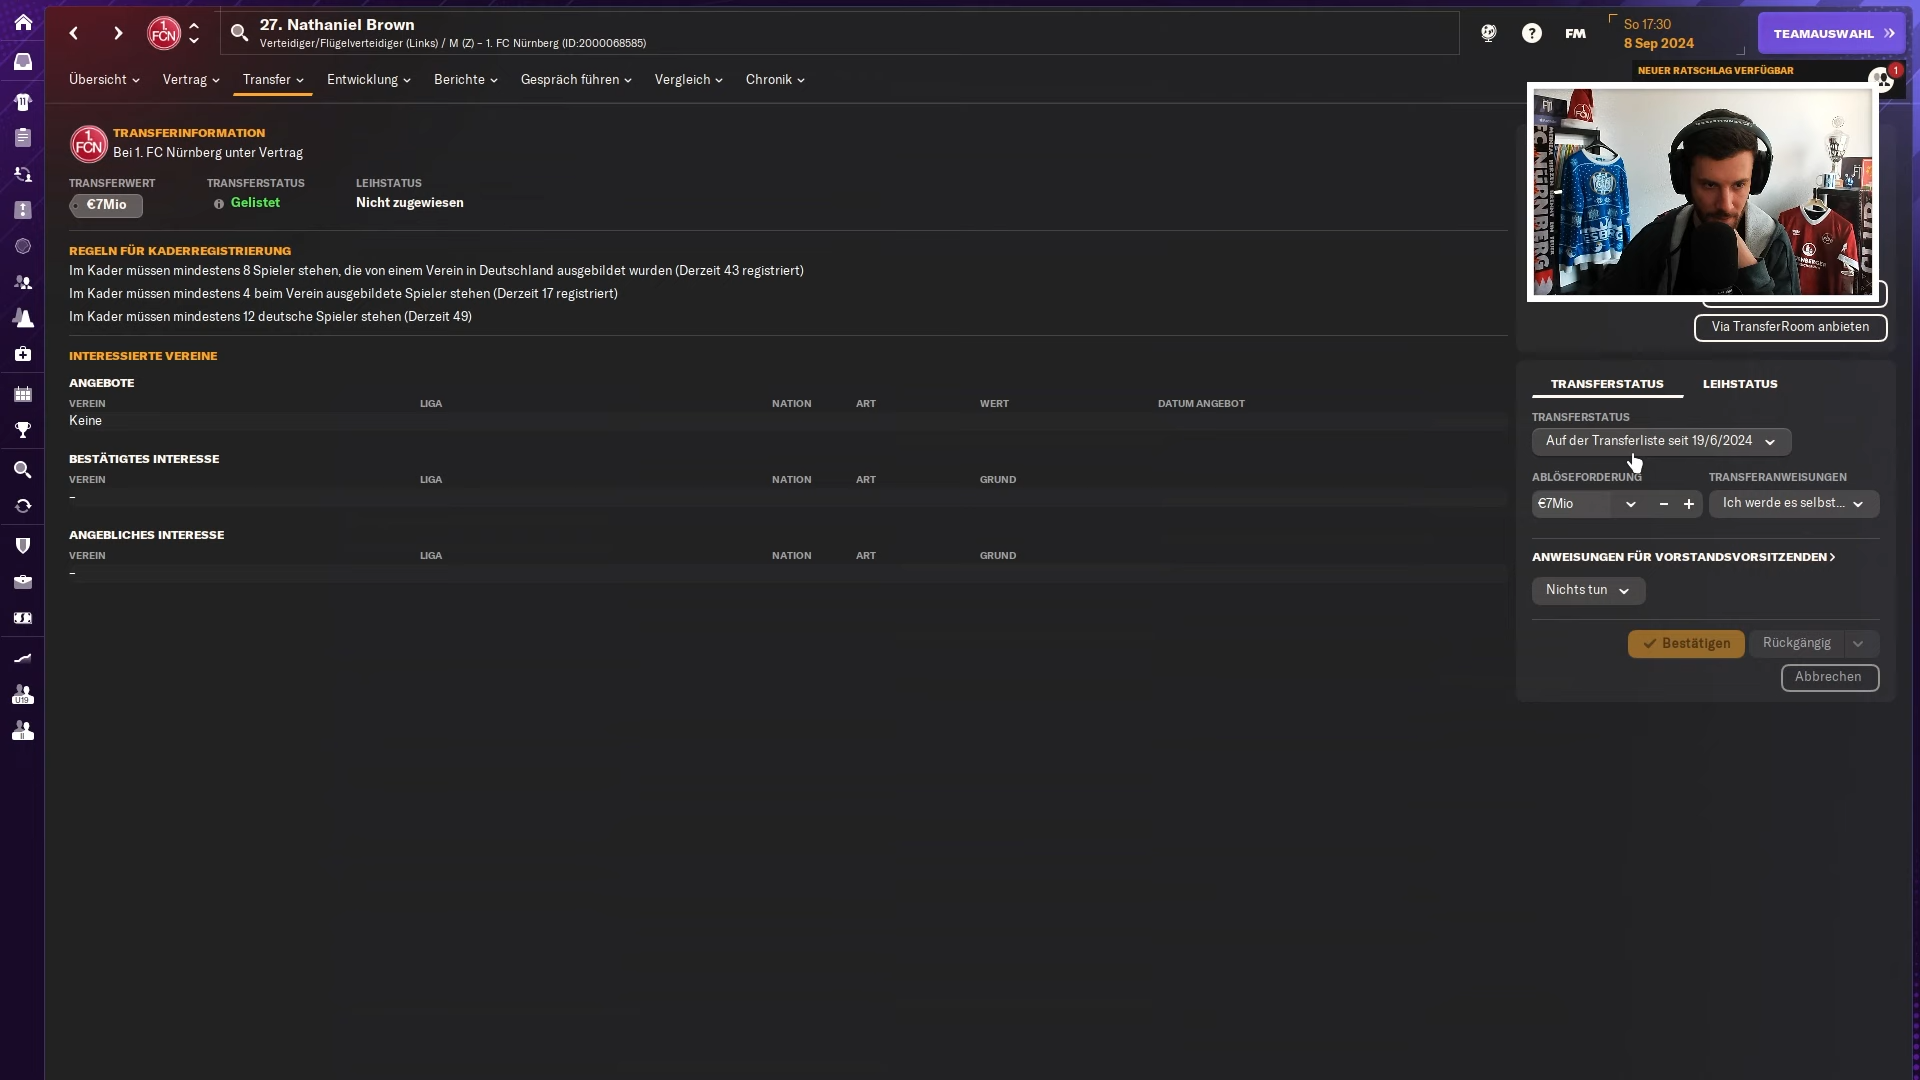 27. Nathaniel Brown
Verteidiger/Flügelverteidiger (Links) / M (Z) - 1. FC Nürnberg (ID:2000068585)
FM
So 17:30
8 Sep 2024
TEAMAUSWAHL
Übersicht
Vertrag
Transfer
Entwicklung
Berichte
Gespräch führen
Vergleich
Chronik
NEUER RATSCHLAG VERFÜGBAR
1
1. FCN
TRANSFERINFORMATION
Bei 1. FC Nürnberg unter Vertrag
TRANSFERWERT
TRANSFERSTATUS
LEIHSTATUS
€7Mio
Gelistet
Nicht zugewiesen
REGELN FÜR KADERREGISTRIERUNG
Im Kader müssen mindestens 8 Spieler stehen, die von einem Verein in Deutschland ausgebildet wurden (Derzeit 43 registriert)
Im Kader müssen mindestens 4 beim Verein ausgebildete Spieler stehen (Derzeit 17 registriert)
Im Kader müssen mindestens 12 deutsche Spieler stehen (Derzeit 49)
INTERESSIERTE VEREINE
ANGEBOTE
VEREIN LIGA NATION ART WERT DATUM ANGEBOT
Keine
BESTÄTIGTES INTERESSE
VEREIN LIGA NATION ART GRUND
–
ANGEBLICHES INTERESSE
VEREIN LIGA NATION ART GRUND
–
Via TransferRoom anbieten
TRANSFERSTATUS
LEIHSTATUS
TRANSFERSTATUS
Auf der Transferliste seit 19/6/2024
ABLÖSEFORDERUNG
TRANSFERANWEISUNGEN
€7Mio
Ich werde es selbst...
ANWEISUNGEN FÜR VORSTANDSVORSITZENDEN
Nichts tun
Bestätigen
Rückgängig
Abbrechen
U19
II